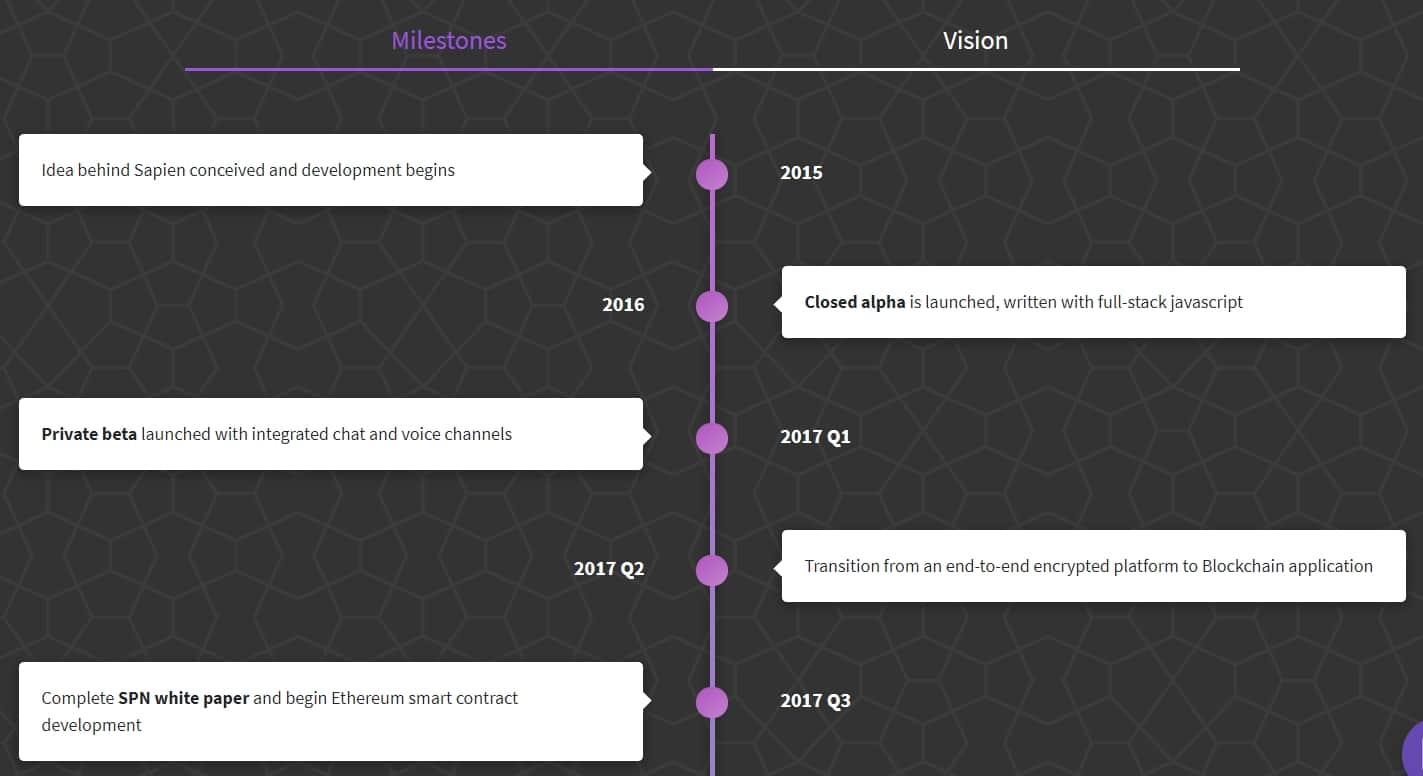 Milestones
Vision
Idea behind Sapien conceived and development begins
2015
2016
Closed alpha is launched, written with full-stack javascript
Private beta launched with integrated chat and voice channels
2017 Q1
2017 Q2
Transition from an end-to-end encrypted platform to Blockchain application
Complete SPN white paper and begin Ethereum smart contract
development
2017 Q3